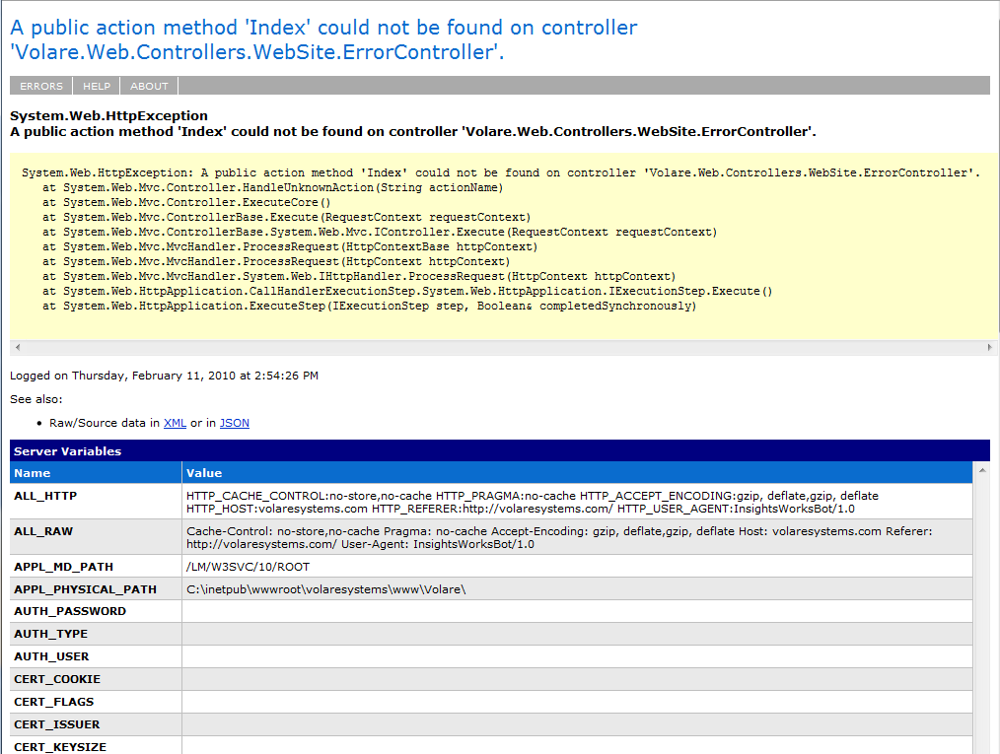 A public action method 'Index' could not be found on controller
'Volare.Web.Controllers.WebSite.ErrorController'.
ERRORS HELP ABOUT
System.Web.HttpException
A public action method 'Index' could not be found on controller 'Volare.Web.Controllers.WebSite.ErrorController'.
System.Web.HttpException: A public action method 'Index' could not be found on controller 'Volare.Web.Controllers.WebSite.ErrorController'.
at System.Web.Mvc.Controller.HandleUnknownAction(String actionName)
at System.Web.Mvc.Controller.ExecuteCore()
at System.Web.Mvc.ControllerBase.Execute(RequestContext requestContext)
at System.Web.Mvc.ControllerBase.System.Web.Mvc.IController.Execute(RequestContext requestContext)
at System.Web.Mvc.MvcHandler.ProcessRequest(HttpContextBase httpContext)
at System.Web.Mvc.MvcHandler.ProcessRequest(HttpContext httpContext)
at System.Web.Mvc.MvcHandler.System.Web.IHttpHandler.ProcessRequest(HttpContext httpContext)
at System.Web.HttpApplication.CallHandlerExecutionStep.System.Web.HttpApplication.IExecutionStep.Execute()
at System.Web.HttpApplication.ExecuteStep(IExecutionStep step, Boolean& completedSynchronously)
Logged on Thursday, February 11, 2010 at 2:54:26 PM
See also:
• Raw/Source data in XML or in JSON
Server Variables
Name Value
ALL_HTTP HTTP_CACHE_CONTROL:no-store,no-cache HTTP_PRAGMA:no-cache HTTP_ACCEPT_ENCODING:gzip, deflate,gzip, deflate
HTTP_HOST:volaresystems.com HTTP_REFERER:http://volaresystems.com/ HTTP_USER_AGENT:InsightsWorksBot/1.0
ALL_RAW Cache-Control: no-store,no-cache Pragma: no-cache Accept-Encoding: gzip, deflate,gzip, deflate Host: volaresystems.com Referer:
http://volaresystems.com/ User-Agent: InsightsWorksBot/1.0
APPL_MD_PATH /LM/W3SVC/10/ROOT
APPL_PHYSICAL_PATH C:\inetpub\wwwroot\volaresystems\www\Volare\
AUTH_PASSWORD
AUTH_TYPE
AUTH_USER
CERT_COOKIE
CERT_FLAGS
CERT_ISSUER
CERT_KEYSIZE